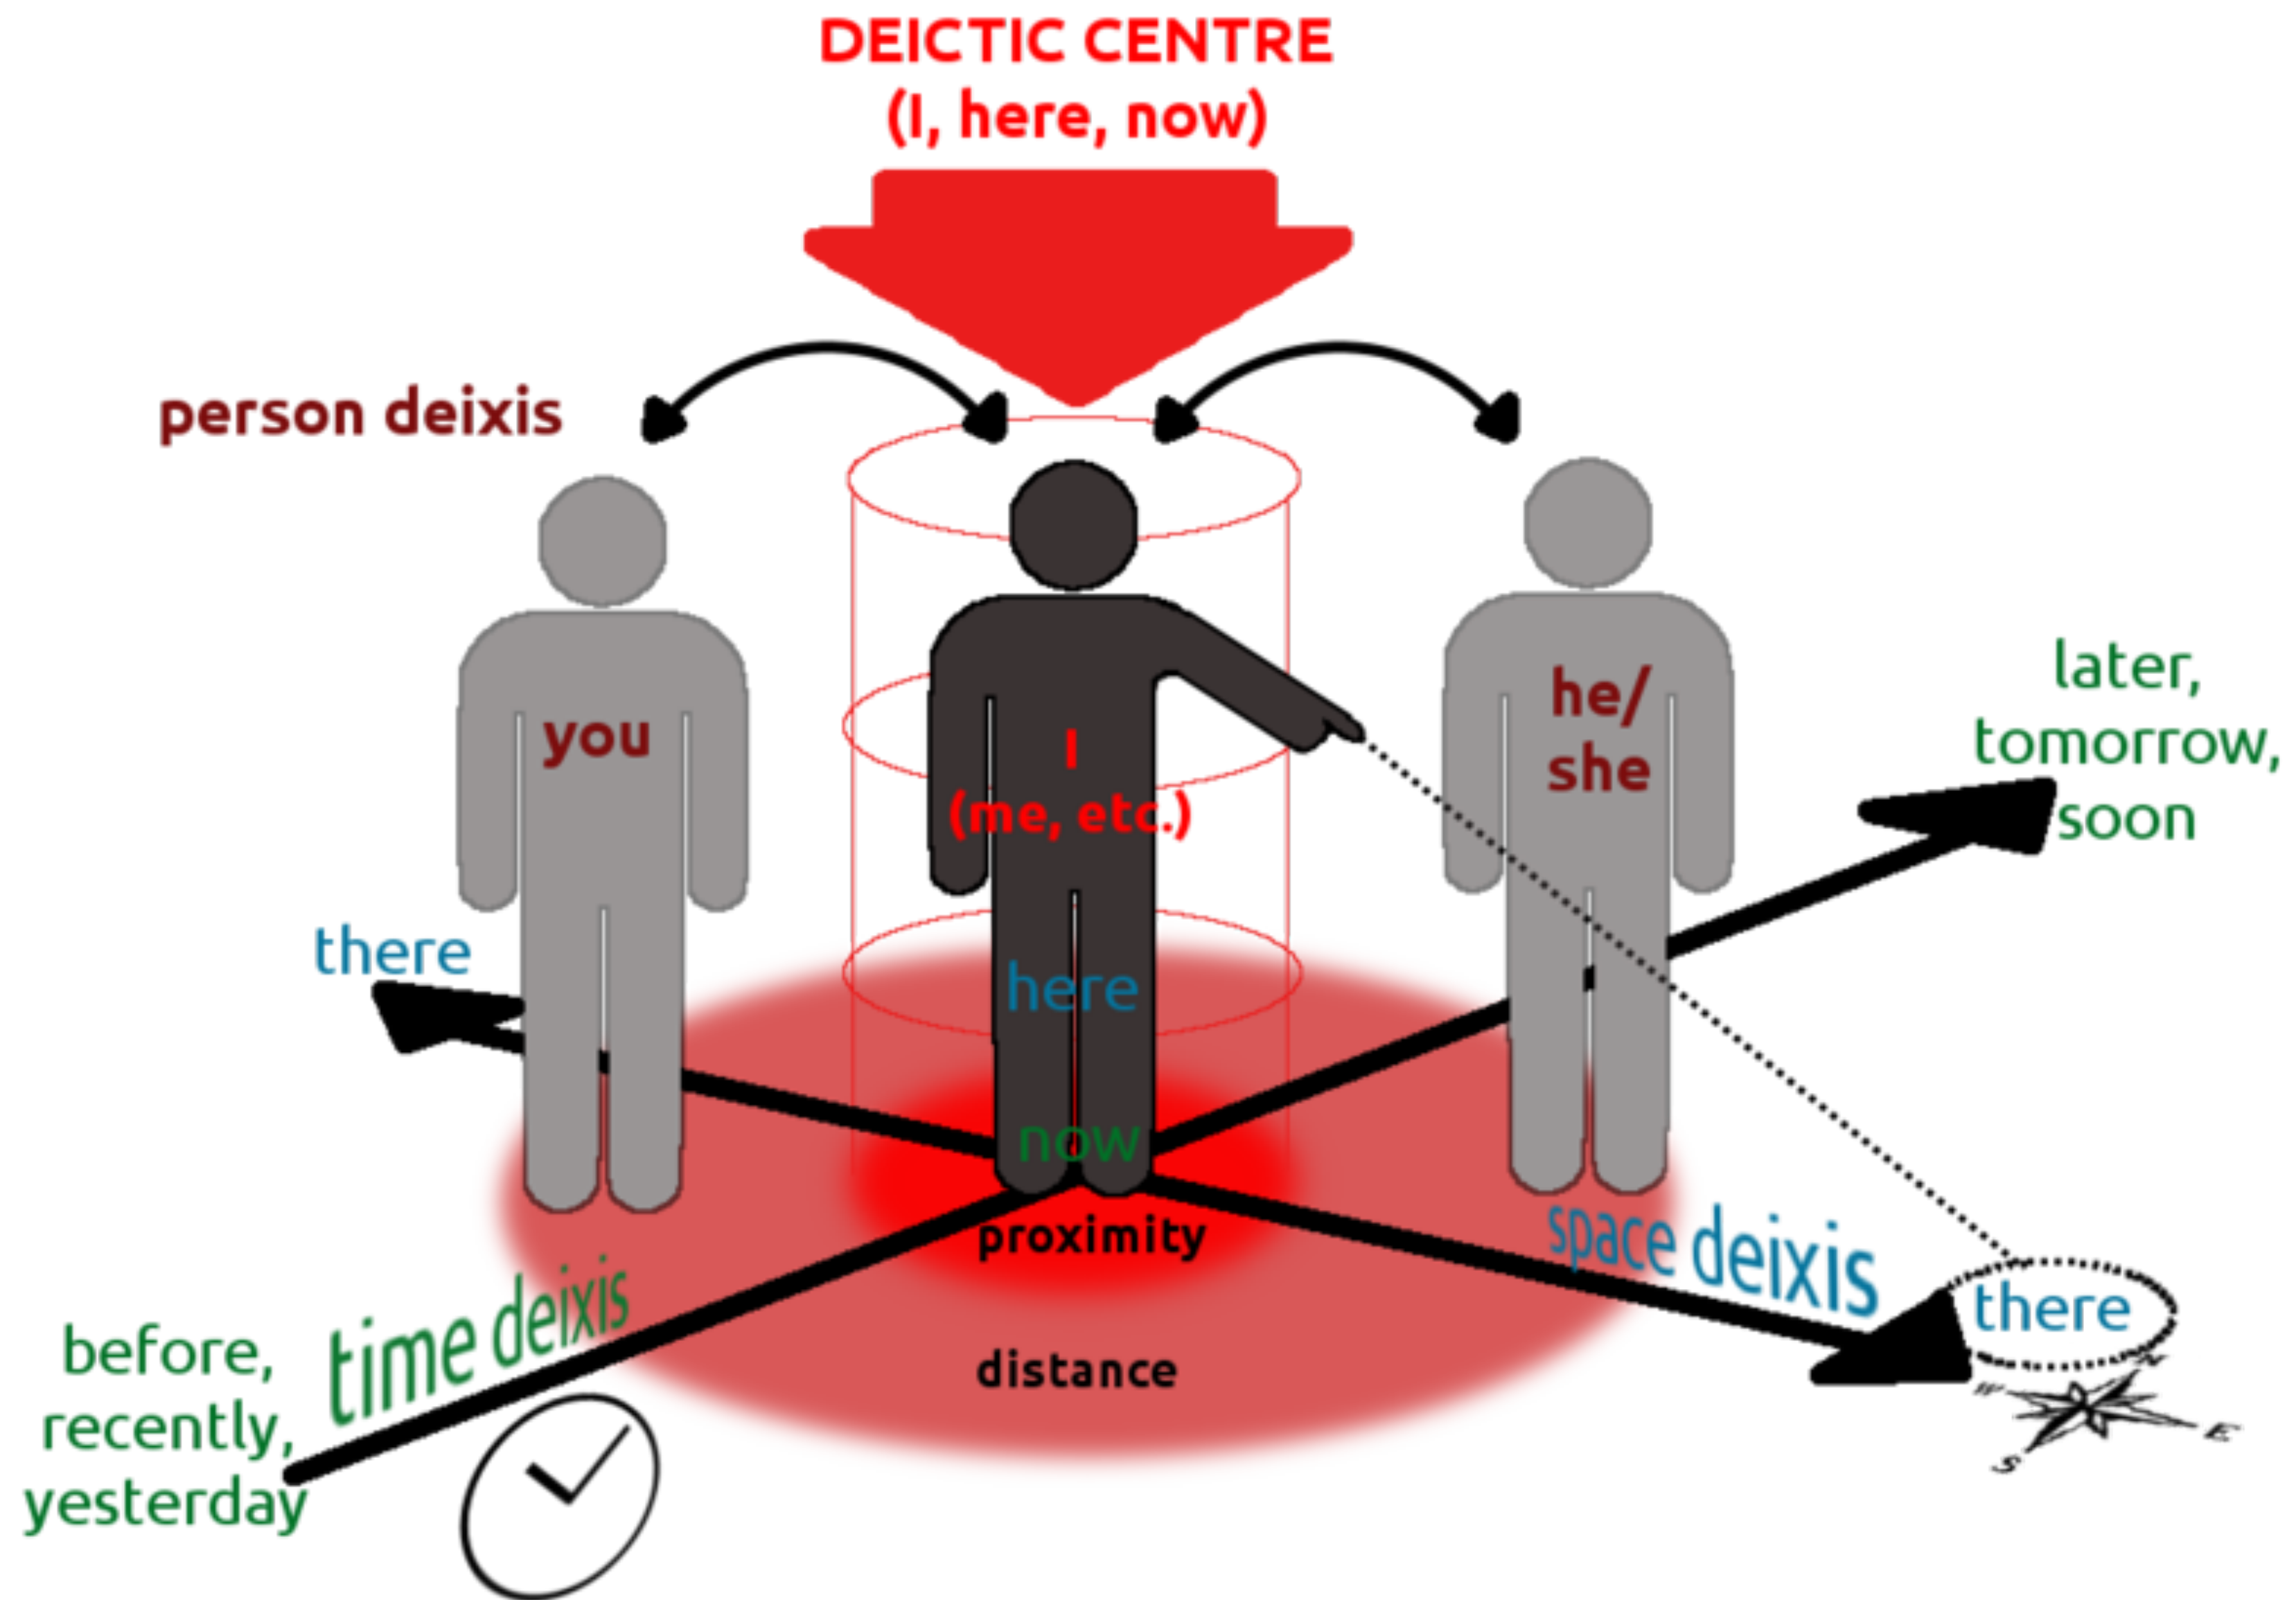 DEICTIC CENTRE
(I, here, now)
person deixis
you
I
(me, etc.)
he/
she
later,
tomorrow,
soon
there
here
now
proximity
distance
time deixis
before,
recently,
yesterday
space deixis
there
N
W
E
S